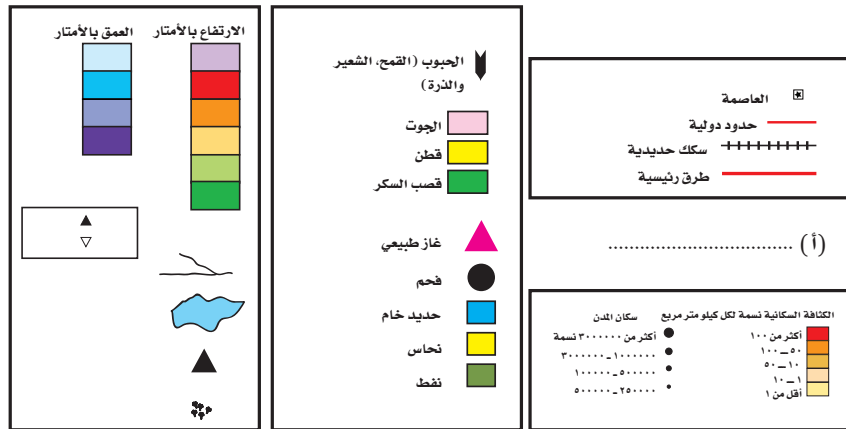 العاصمة
حدود دولية
سكك حديدية
طرق رئيسية
(أ) ..................................
الكثافة السكانية نسمة لكل كيلو متر مربع
أكثر من ١٠٠
٥٠ – ١٠٠
١٠ – ٥٠
١ – ١٠
أقل من ١
سكان المدن
أكثر من ٣٠٠٠٠٠٠ نسمة
١٠٠٠٠٠٠ – ٣٠٠٠٠٠٠
٥٠٠٠٠٠ – ١٠٠٠٠٠
٢٥٠٠٠٠ – ٥٠٠٠٠٠
الحبوب (القمح، الشعير
والذرة)
الجوت
قطن
قصب السكر
غاز طبيعي
فحم
حديد خام
نحاس
نفط
الارتفاع بالأمتار
العمق بالأمتار